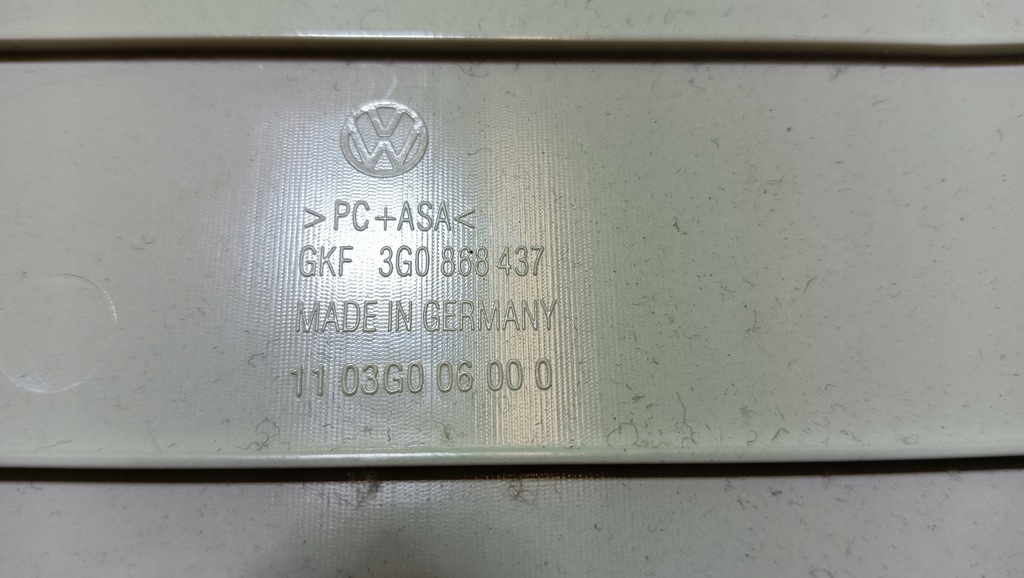 >PC+ASA<
GKF 3G0 868 437
MADE IN GERMANY
11 03G0 06 00 0